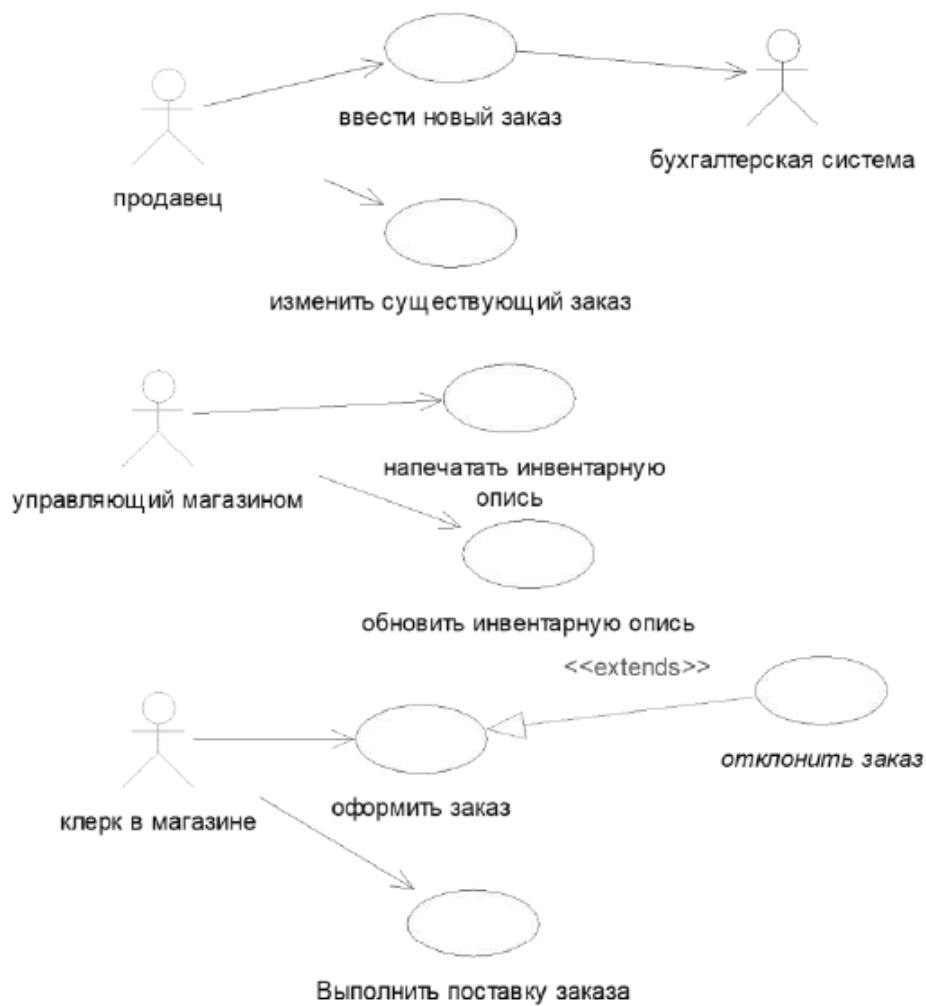 ввести новый заказ
бухгалтерская система
продавец
изменить существующий заказ
напечатать инвентарную
опись
управляющий магазином
обновить инвентарную опись
<<extends>>
отклонить заказ
оформить заказ
клерк в магазине
Выполнить поставку заказа